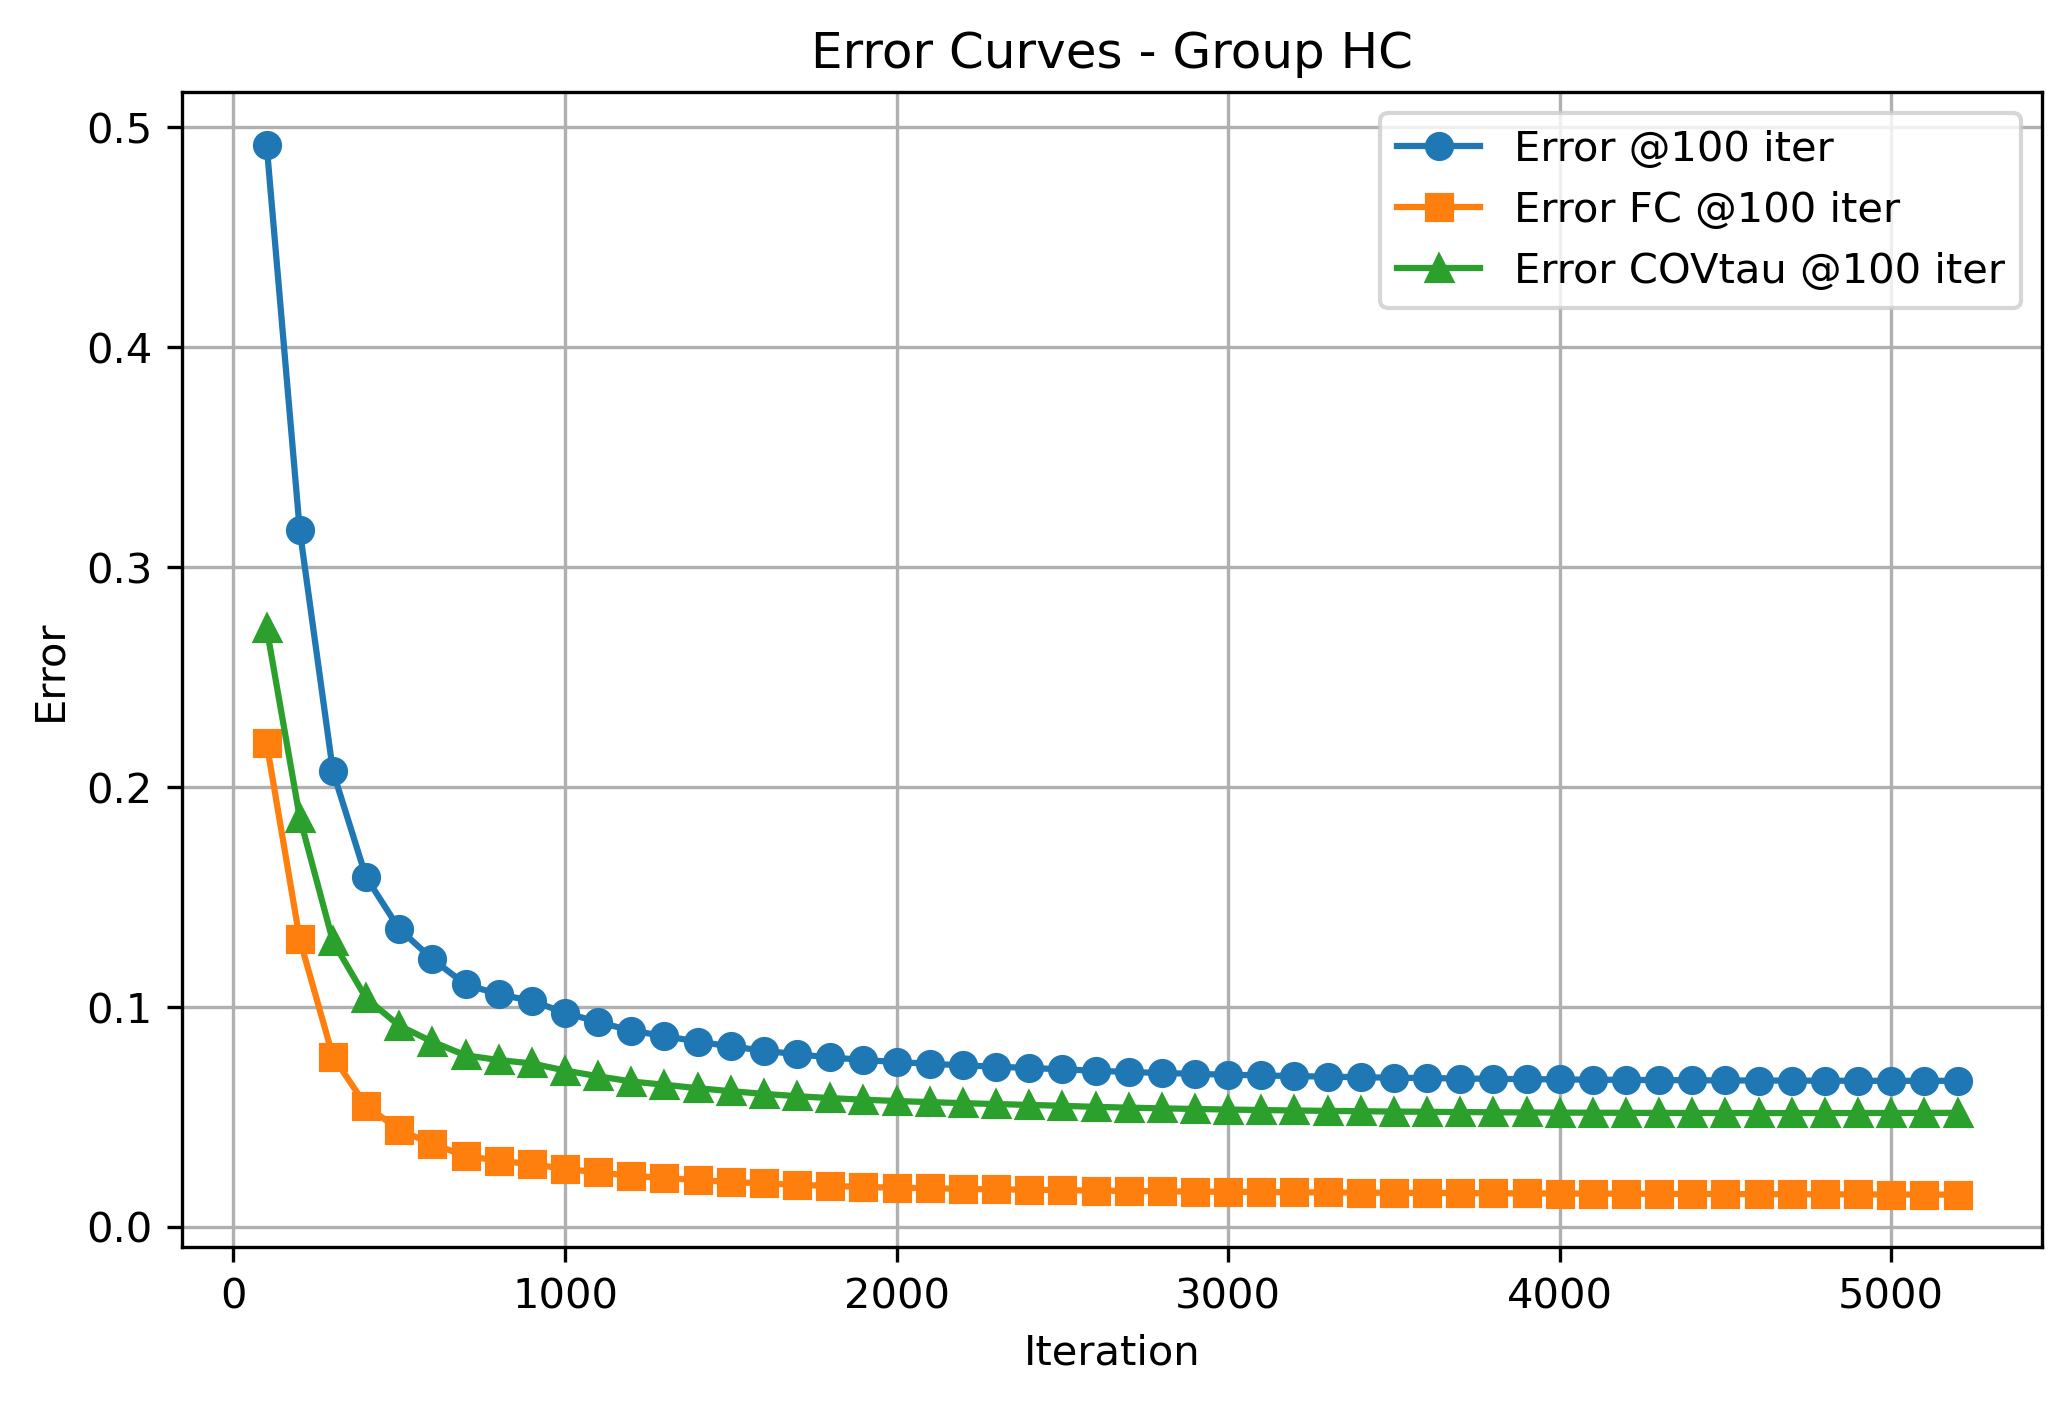 Error Curves - Group HC
Error @100 iter
Error FC @100 iter
Error COVtau @100 iter
Error
0.5
0.4
0.3
0.2
0.1
0.0
0 1000 2000 3000 4000 5000
Iteration